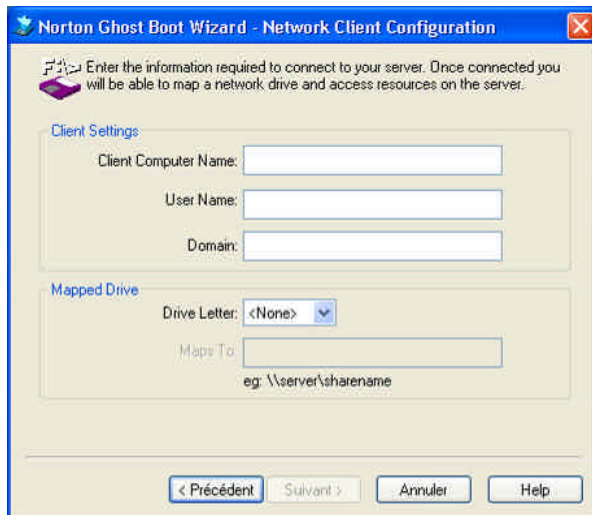 Norton Ghost Boot Wizard - Network Client Configuration
F:\>
Enter the information required to connect to your server. Once connected you
will be able to map a network drive and access resources on the server.
Client Settings
Client Computer Name:
User Name:
Domain:
Mapped Drive
Drive Letter: <None>
Maps To
eg: \\server\sharename
< Précédent Suivant > Annuler Help